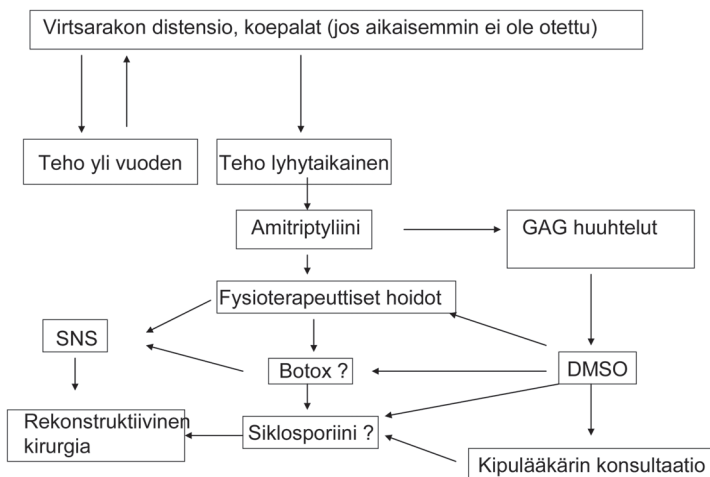 Virtsarakon distensio, koepalat (jos aikaisemmin ei ole otettu)
Teho yli vuoden
Teho lyhytaikainen
Amitriptyliini
GAG huuhtelut
Fysioterapeuttiset hoidot
SNS
Botox ?
DMSO
Rekonstruktiivinen
kirurgia
Siklosporiini ?
Kipulääkärin konsultaatio